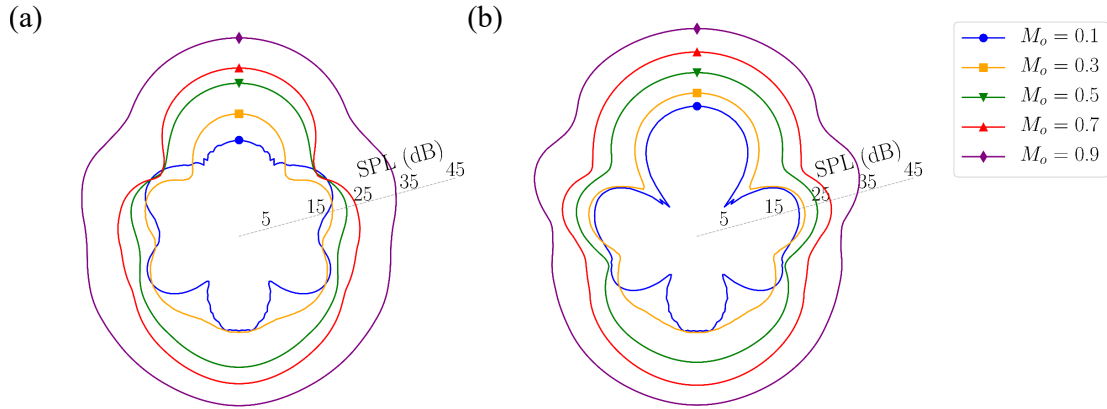 (a)
SPL (dB)
5
15
25
35
45
(b)
SPL (dB)
5
15
25
35
45
M_o = 0.1
M_o = 0.3
M_o = 0.5
M_o = 0.7
M_o = 0.9